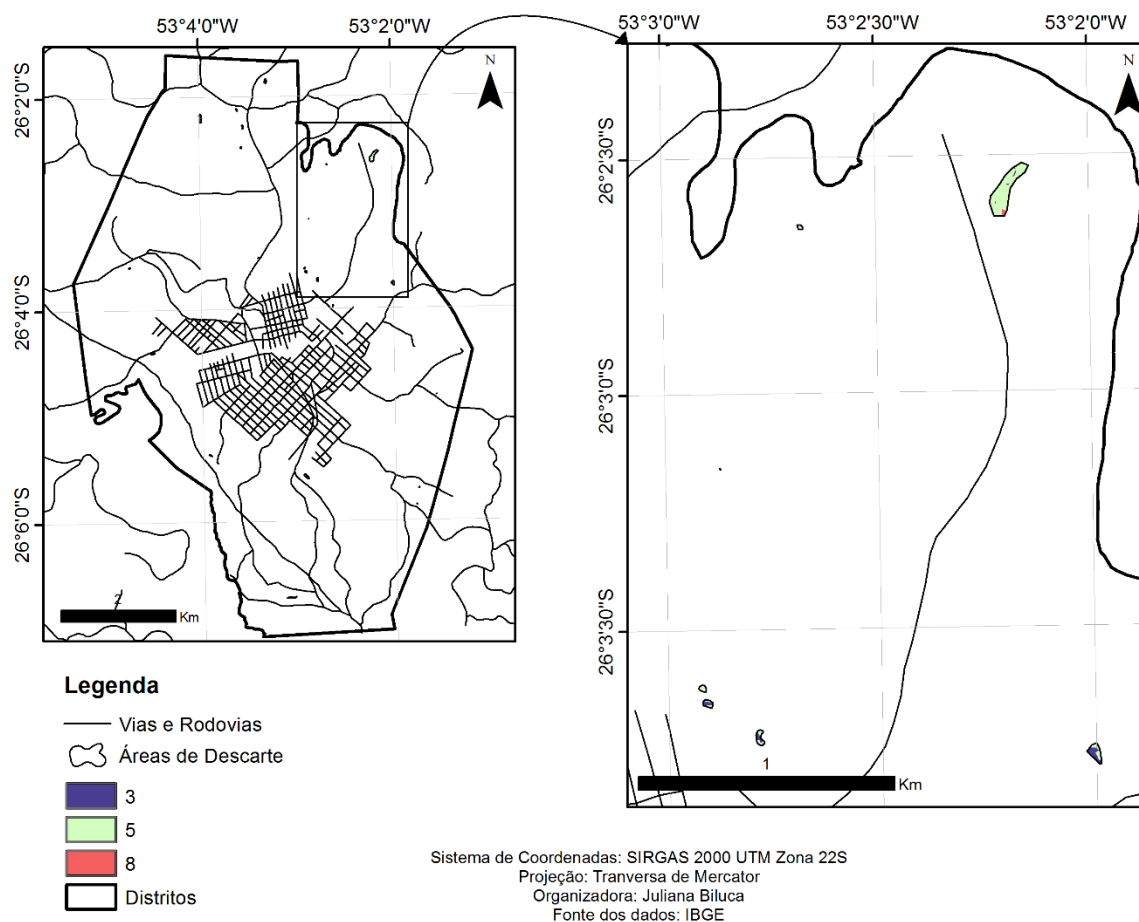 53°4'0"W
53°2'0"W
26°2'0"S
26°4'0"S
26°6'0"S
N
2
Km
53°3'0"W
53°2'30"W
53°2'0"W
26°2'30"S
26°3'0"S
26°3'30"S
N
1
Km
Legenda
Vias e Rodovias
Áreas de Descarte
3
5
8
Distritos
Sistema de Coordenadas: SIRGAS 2000 UTM Zona 22S
Projeção: Tranversa de Mercator
Organizadora: Juliana Biluca
Fonte dos dados: IBGE